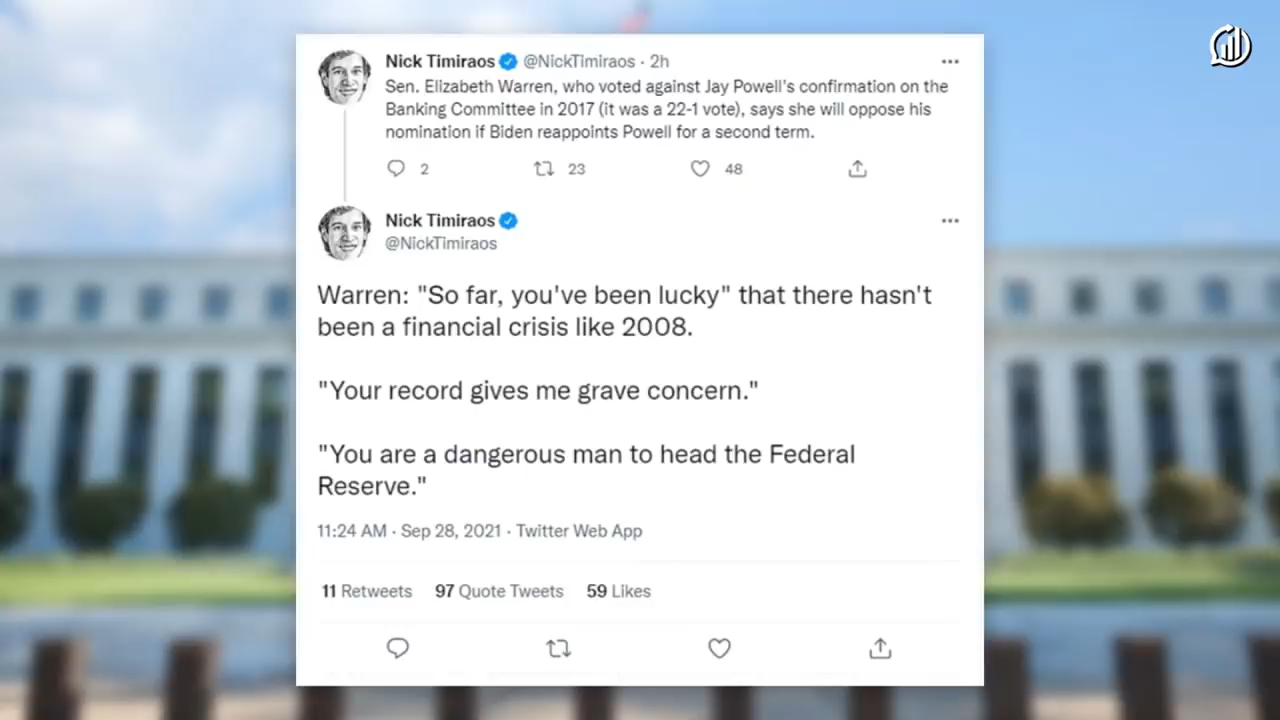 Nick Timiraos @NickTimiraos · 2h
Sen. Elizabeth Warren, who voted against Jay Powell's confirmation on the
Banking Committee in 2017 (it was a 22-1 vote), says she will oppose his
nomination if Biden reappoints Powell for a second term.
2 23 48
Nick Timiraos
@NickTimiraos
Warren: "So far, you've been lucky" that there hasn't
been a financial crisis like 2008.
"Your record gives me grave concern."
"You are a dangerous man to head the Federal
Reserve."
11:24 AM · Sep 28, 2021 · Twitter Web App
11 Retweets 97 Quote Tweets 59 Likes